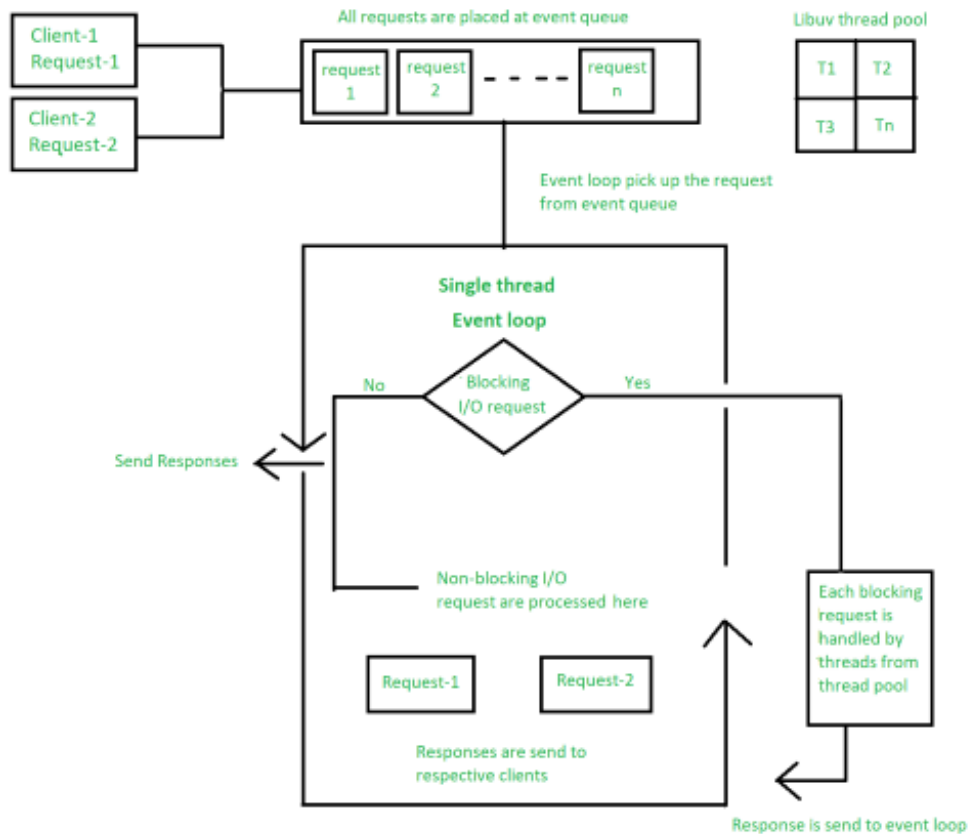 All requests are placed at event queue
Libuv thread pool
Client-1
Request-1
Client-2
Request-2
request
1
request
2
request
n
T1
T2
T3
Tn
Event loop pick up the request
from event queue
Single thread
Event loop
No
Blocking
I/O request
Yes
Send Responses
Non-blocking I/O
request are processed here
Each blocking
request is
handled by
threads from
thread pool
Request-1
Request-2
Responses are send to
respective clients
Response is send to event loop